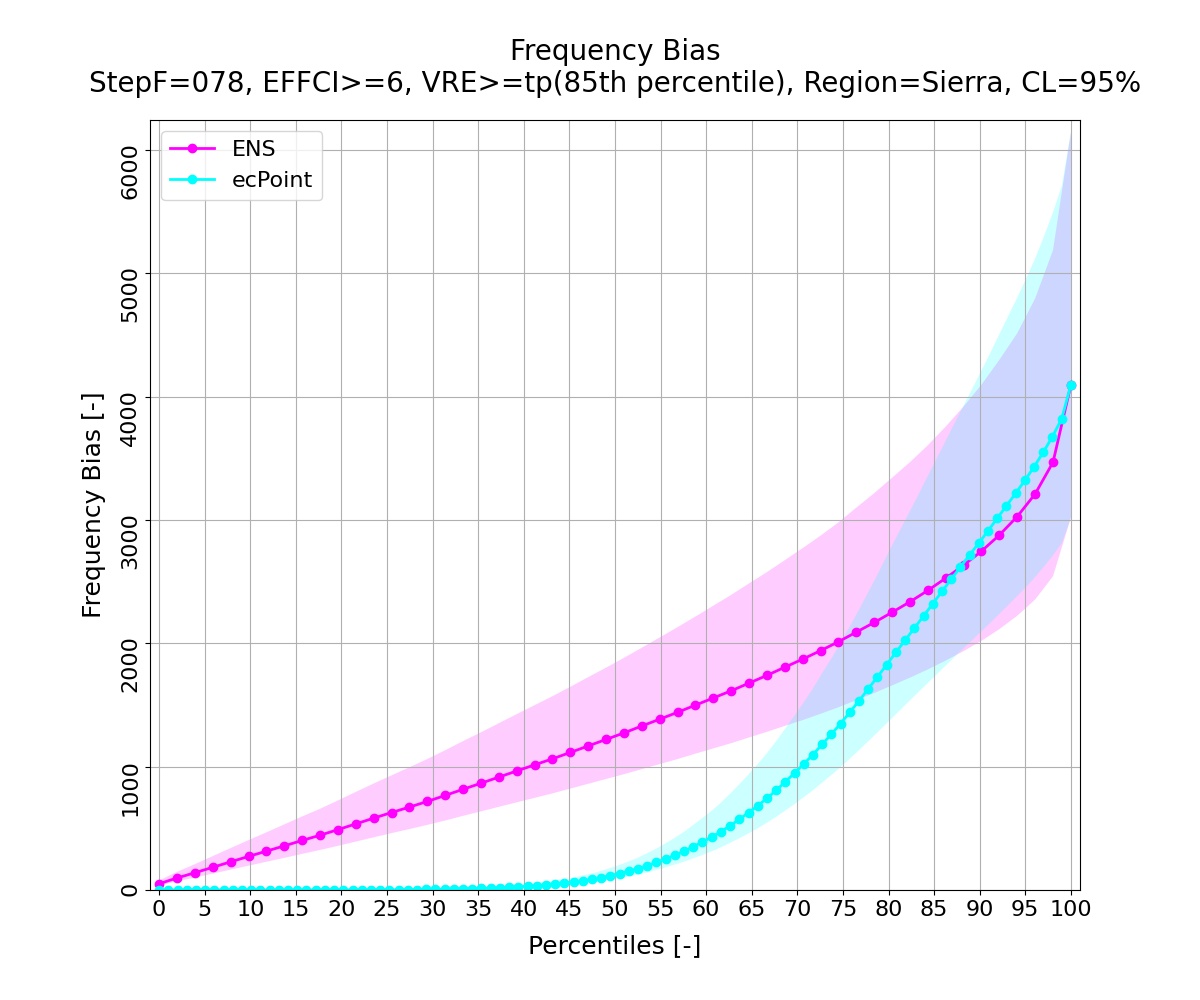 Frequency Bias
StepF=078, EFFCI>=6, VRE>=tp(85th percentile), Region=Sierra, CL=95%
ENS
ecPoint
Frequency Bias [-]
6000
5000
4000
3000
2000
1000
0
0 5 10 15 20 25 30 35 40 45 50 55 60 65 70 75 80 85 90 95 100
Percentiles [-]